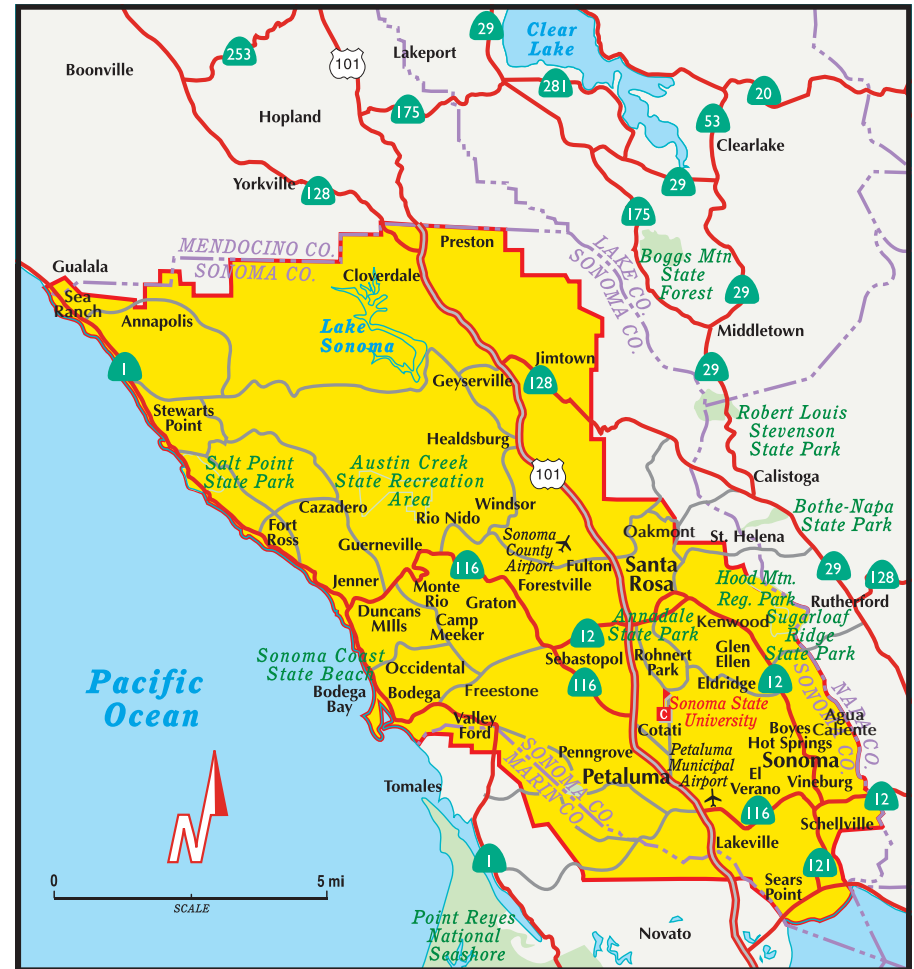 29
Clear
Lake
253
101
Lakeport
Boonville
281
20
175
53
Hopland
Clearlake
Yorkville
128
29
175
Preston
MENDOCINO CO.
SONOMA CO.
LAKE CO.
SONOMA CO.
Boggs Mtn
State
Forest
Gualala
Cloverdale
29
Sea
Ranch
Annapolis
Lake
Sonoma
Middletown
1
Jimtown
29
Geyserville
128
Stewarts
Point
Robert Louis
Stevenson
State Park
Healdsburg
Salt Point
State Park
Austin Creek
State Recreation
Area
101
Calistoga
Cazadero
Windsor
Rio Nido
Bothe-Napa
State Park
Fort
Ross
Guerneville
Sonoma
County
Airport
Oakmont
St. Helena
116
Fulton
Santa
Rosa
29
128
Jenner
Monte
Rio
Forestville
Hood Mtn.
Reg. Park
Rutherford
Graton
Duncans
MIlls
Camp
Meeker
Annadale
State Park
Kenwood
Sugarloaf
Ridge
State Park
12
Sonoma Coast
State Beach
Occidental
Sebastopol
Rohnert
Park
Glen
Ellen
Pacific
Ocean
116
Eldridge
12
SONOMA CO.
NAPA CO.
Bodega
Bay
Bodega
Freestone
C
Sonoma State
University
Valley
Ford
Cotati
Agua
Caliente
Boyes
Hot Springs
SONOMA CO.
MARIN CO
Penngrove
Petaluma
Petaluma
Municipal
Airport
Sonoma
El
Verano
Vineburg
Tomales
12
116
N
Schellville
Lakeville
1
121
0
5 mi
SCALE
Sears
Point
Point Reyes
National
Seashore
Novato